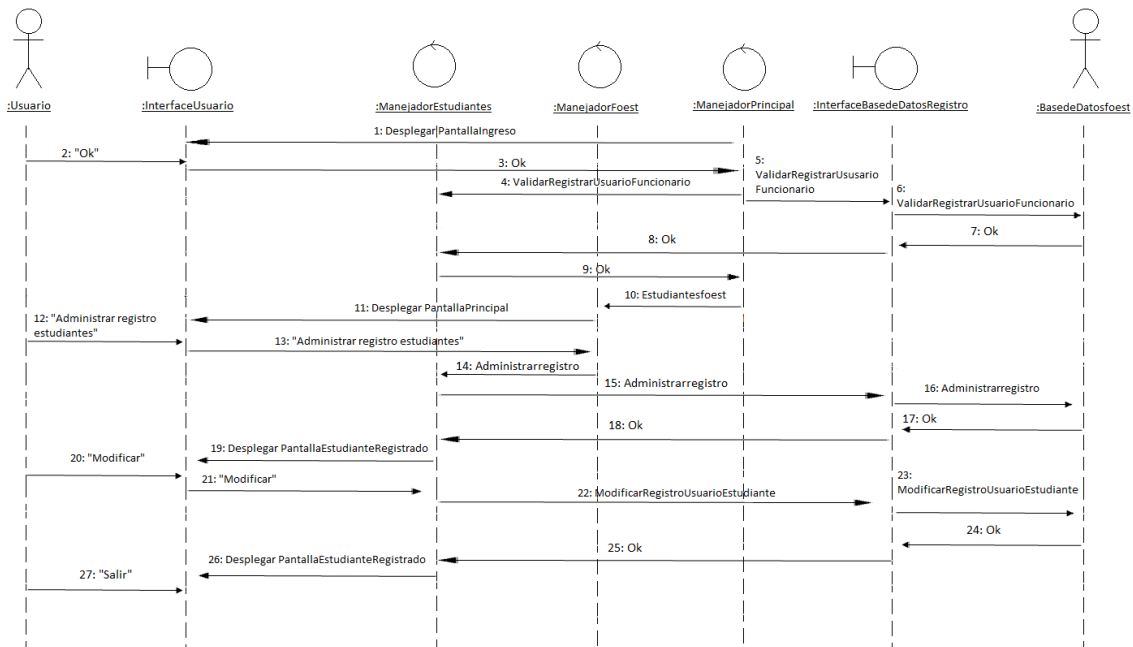 :Usuario
:InterfaceUsuario
:ManejadorEstudiantes
:ManejadorFoest
:ManejadorPrincipal
:InterfaceBasedeDatosRegistro
:BasedeDatosfoest
1: Desplegar PantallaIngreso
2: "Ok"
3: Ok
4: ValidarRegistrarUsuarioFuncionario
5:
ValidarRegistrarUsusario
Funcionario
6:
ValidarRegistrarUsuarioFuncionario
7: Ok
8: Ok
9: Ok
10: Estudiantesfoest
11: Desplegar PantallaPrincipal
12: "Administrar registro
estudiantes"
13: "Administrar registro estudiantes"
14: Administrarregistro
15: Administrarregistro
16: Administrarregistro
17: Ok
18: Ok
19: Desplegar PantallaEstudianteRegistrado
20: "Modificar"
21: "Modificar"
22: ModificarRegistroUsuarioEstudiante
23:
ModificarRegistroUsuarioEstudiante
24: Ok
25: Ok
26: Desplegar PantallaEstudianteRegistrado
27: "Salir"